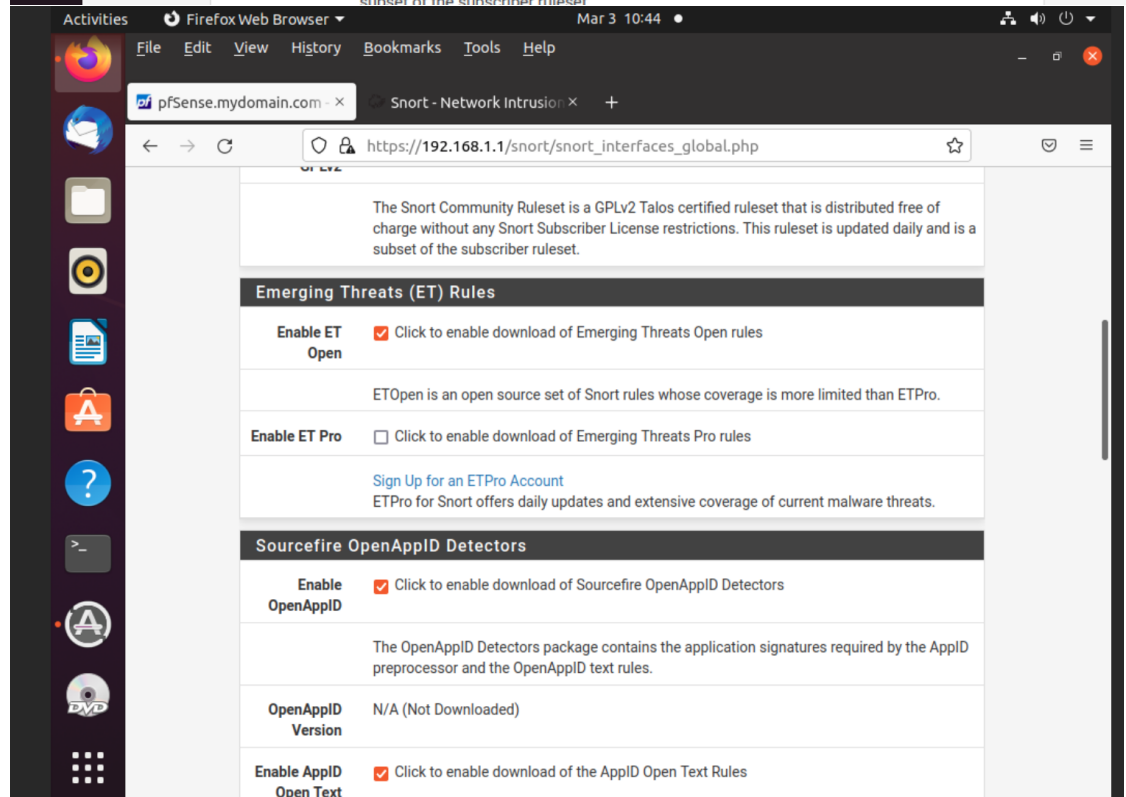 subset of the subscriber ruleset.
Activities Firefox Web Browser Mar 3 10:44
File Edit View History Bookmarks Tools Help
pfSense.mydomain.com - × Snort - Network Intrusion × +
https://192.168.1.1/snort/snort_interfaces_global.php
GPLv2
The Snort Community Ruleset is a GPLv2 Talos certified ruleset that is distributed free of
charge without any Snort Subscriber License restrictions. This ruleset is updated daily and is a
subset of the subscriber ruleset.
Emerging Threats (ET) Rules
Enable ET
Open
Click to enable download of Emerging Threats Open rules
ETOpen is an open source set of Snort rules whose coverage is more limited than ETPro.
Enable ET Pro
Click to enable download of Emerging Threats Pro rules
Sign Up for an ETPro Account
ETPro for Snort offers daily updates and extensive coverage of current malware threats.
Sourcefire OpenAppID Detectors
Enable
OpenAppID
Click to enable download of Sourcefire OpenAppID Detectors
The OpenAppID Detectors package contains the application signatures required by the AppID
preprocessor and the OpenAppID text rules.
OpenAppID
Version
N/A (Not Downloaded)
Enable AppID
Open Text
Click to enable download of the AppID Open Text Rules
DVD